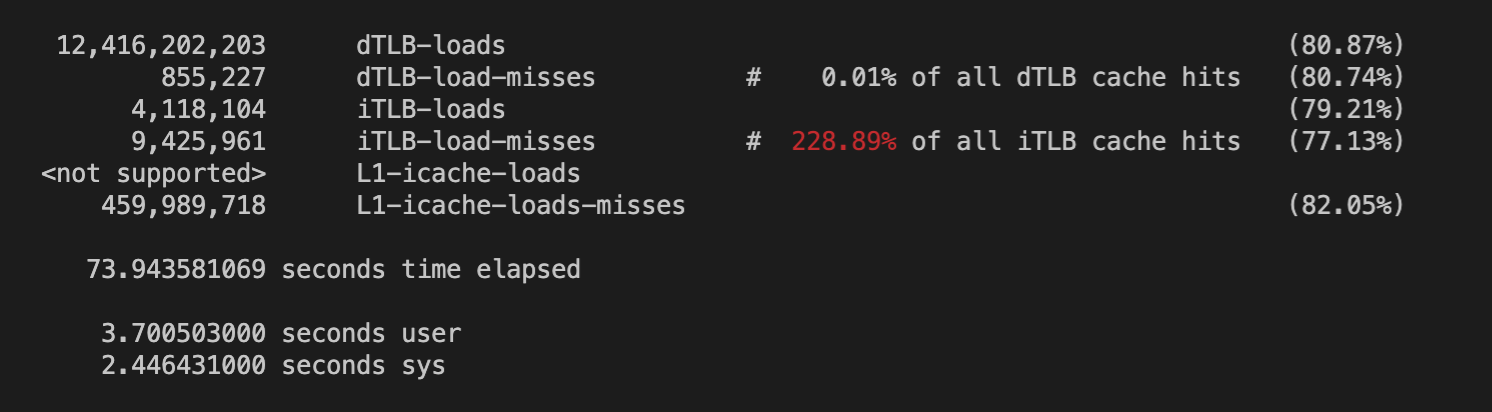 12,416,202,203 dTLB-loads (80.87%)
855,227 dTLB-load-misses # 0.01% of all dTLB cache hits (80.74%)
4,118,104 iTLB-loads (79.21%)
9,425,961 iTLB-load-misses # 228.89% of all iTLB cache hits (77.13%)
<not supported> L1-icache-loads
459,989,718 L1-icache-loads-misses (82.05%)
73.943581069 seconds time elapsed
3.700503000 seconds user
2.446431000 seconds sys